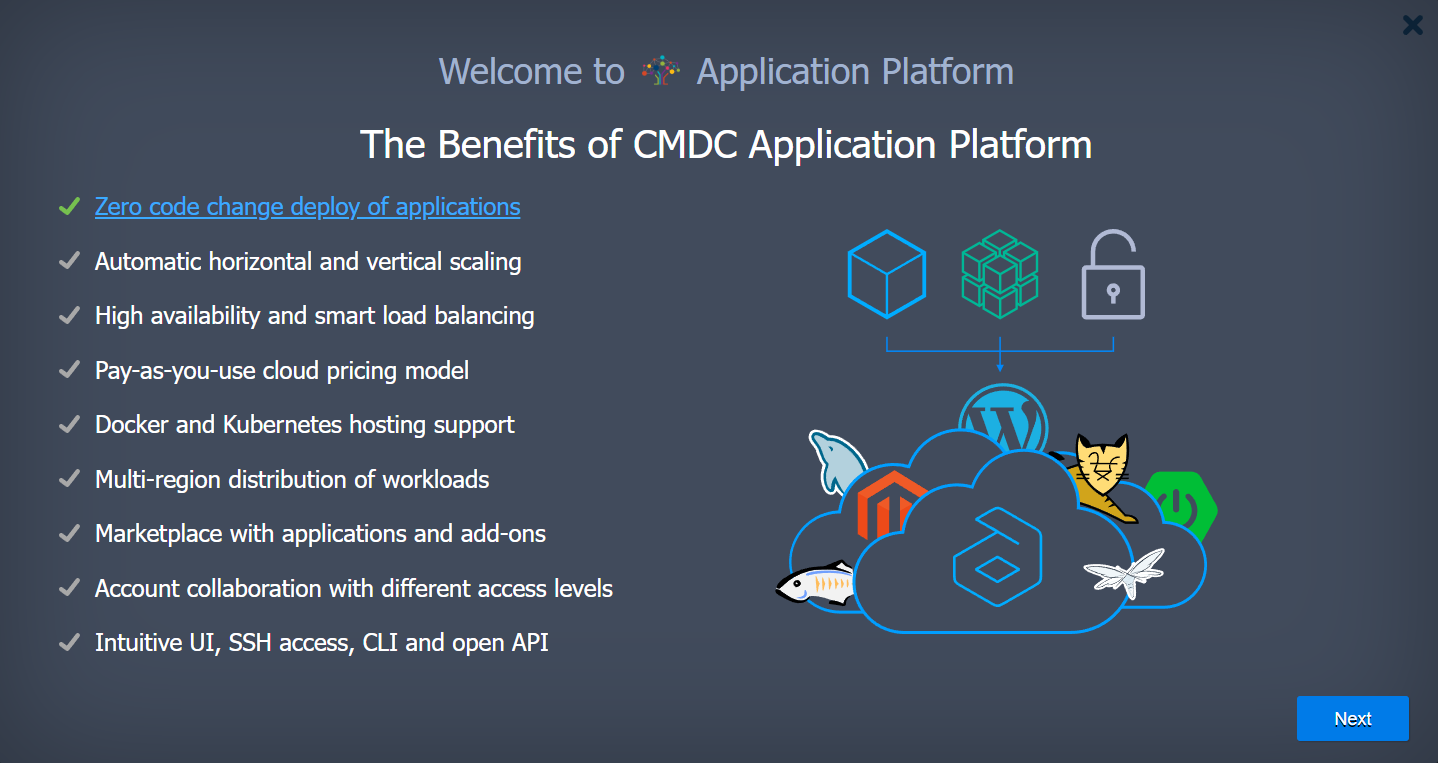 Welcome to Application Platform
The Benefits of CMDC Application Platform
Zero code change deploy of applications
Automatic horizontal and vertical scaling
High availability and smart load balancing
Pay-as-you-use cloud pricing model
Docker and Kubernetes hosting support
Multi-region distribution of workloads
Marketplace with applications and add-ons
Account collaboration with different access levels
Intuitive UI, SSH access, CLI and open API
Next